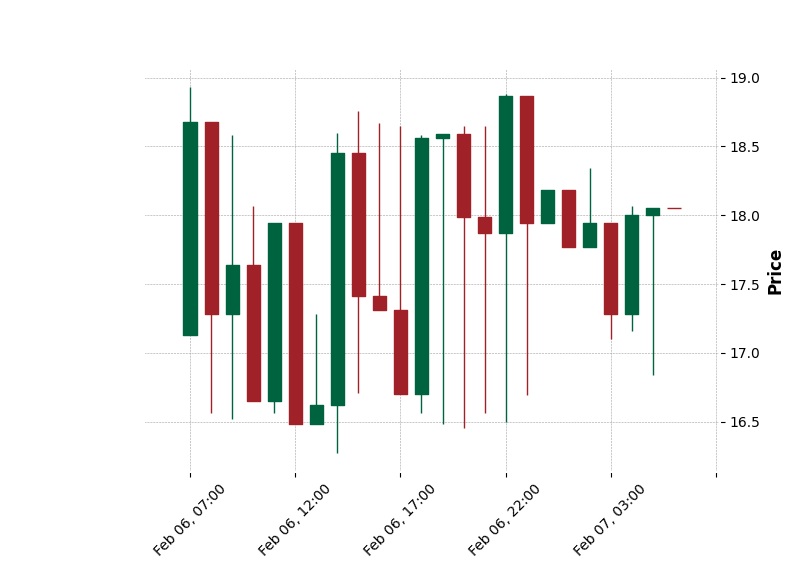 19.0
18.5
18.0
17.5
17.0
16.5
Price
Feb 06, 07:00
Feb 06, 12:00
Feb 06, 17:00
Feb 06, 22:00
Feb 07, 03:00